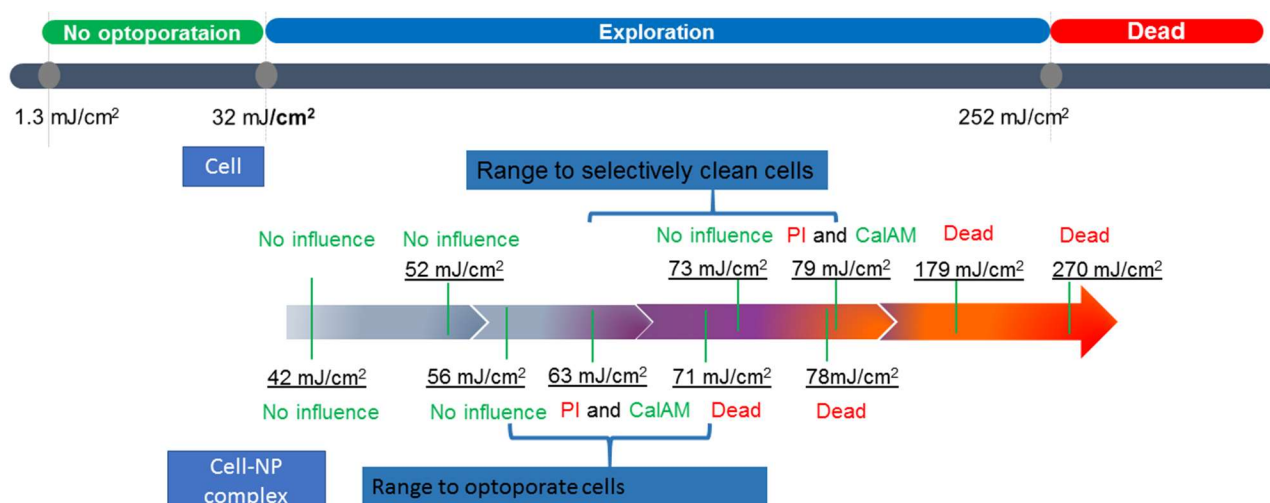 No optoporataion Exploration Dead
1.3 mJ/cm² 32 mJ/cm² 252 mJ/cm²
Cell
Range to selectively clean cells
No influence No influence No influence PI and CalAM Dead Dead
52 mJ/cm² 73 mJ/cm² 79 mJ/cm² 179 mJ/cm² 270 mJ/cm²
42 mJ/cm² 56 mJ/cm² 63 mJ/cm² 71 mJ/cm² 78mJ/cm²
No influence No influence PI and CalAM Dead Dead
Cell-NP
complex
Range to optoporate cells